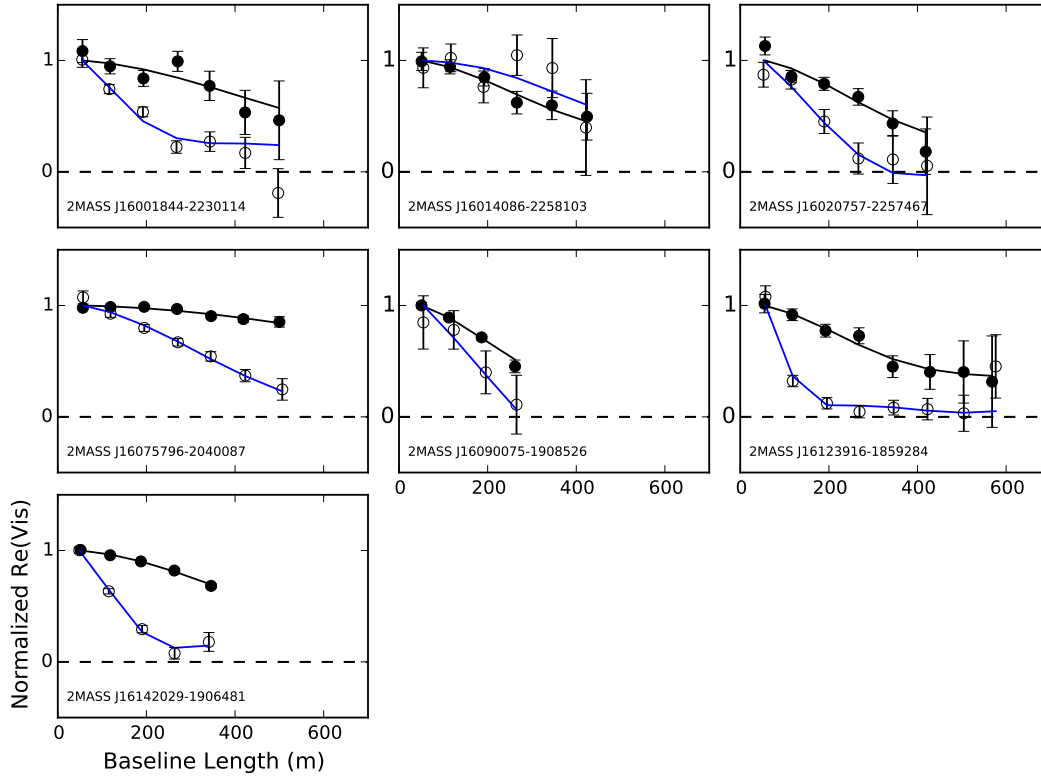 1
0
2MASS J16001844-2230114
1
0
2MASS J16014086-2258103
1
0
2MASS J16020757-2257467
1
0
2MASS J16075796-2040087
0
2MASS J16090075-1908526
0 200 400 600
1
0
2MASS J16123916-1859284
0 200 400 600
Normalized Re(Vis)
1
0
2MASS J16142029-1906481
0 200 400 600
Baseline Length (m)